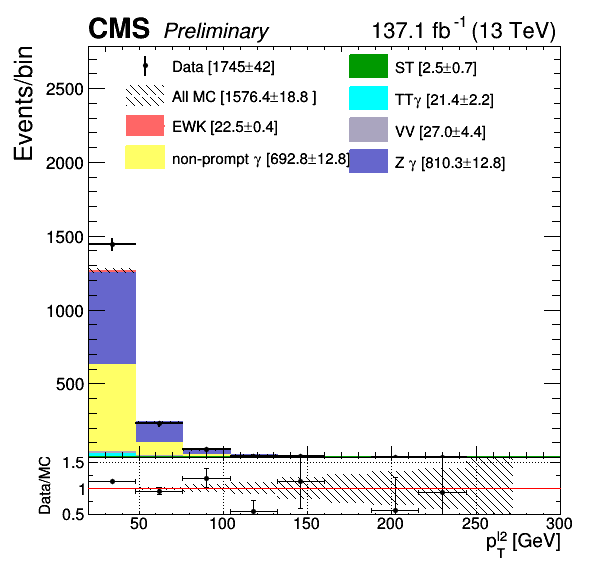 CMS Preliminary 137.1 fb⁻¹ (13 TeV)
Events/bin
2500
2000
1500
1000
500
Data [1745±42]
All MC [1576.4±18.8 ]
EWK [22.5±0.4]
non-prompt γ [692.8±12.8]
ST [2.5±0.7]
TTγ [21.4±2.2]
VV [27.0±4.4]
Z γ [810.3±12.8]
Data/MC
1.5
1
0.5
50 100 150 200 250 300
p_T^{l2} [GeV]